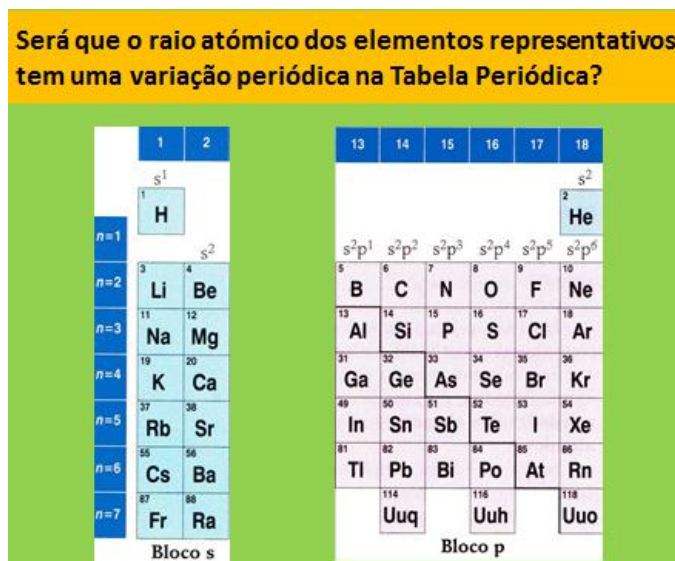 Será que o raio atómico dos elementos representativos
tem uma variação periódica na Tabela Periódica?
1 2 13 14 15 16 17 18
s¹ s²
1 H 2 He
n=1
s² s²p¹ s²p² s²p³ s²p⁴ s²p⁵ s²p⁶
n=2 3 Li 4 Be 5 B 6 C 7 N 8 O 9 F 10 Ne
n=3 11 Na 12 Mg 13 Al 14 Si 15 P 16 S 17 Cl 18 Ar
n=4 19 K 20 Ca 31 Ga 32 Ge 33 As 34 Se 35 Br 36 Kr
n=5 37 Rb 38 Sr 49 In 50 Sn 51 Sb 52 Te 53 I 54 Xe
n=6 55 Cs 56 Ba 81 Tl 82 Pb 83 Bi 84 Po 85 At 86 Rn
n=7 87 Fr 88 Ra 114 Uuq 116 Uuh 118 Uuo
Bloco s Bloco p